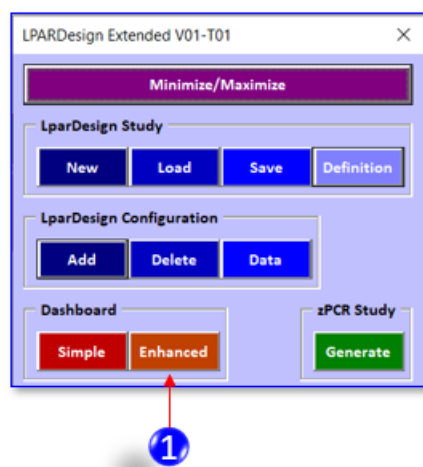 LPARDesign Extended V01-T01
Minimize/Maximize
LparDesign Study
New Load Save Definition
LparDesign Configuration
Add Delete Data
Dashboard zPCR Study
Simple Enhanced Generate
1